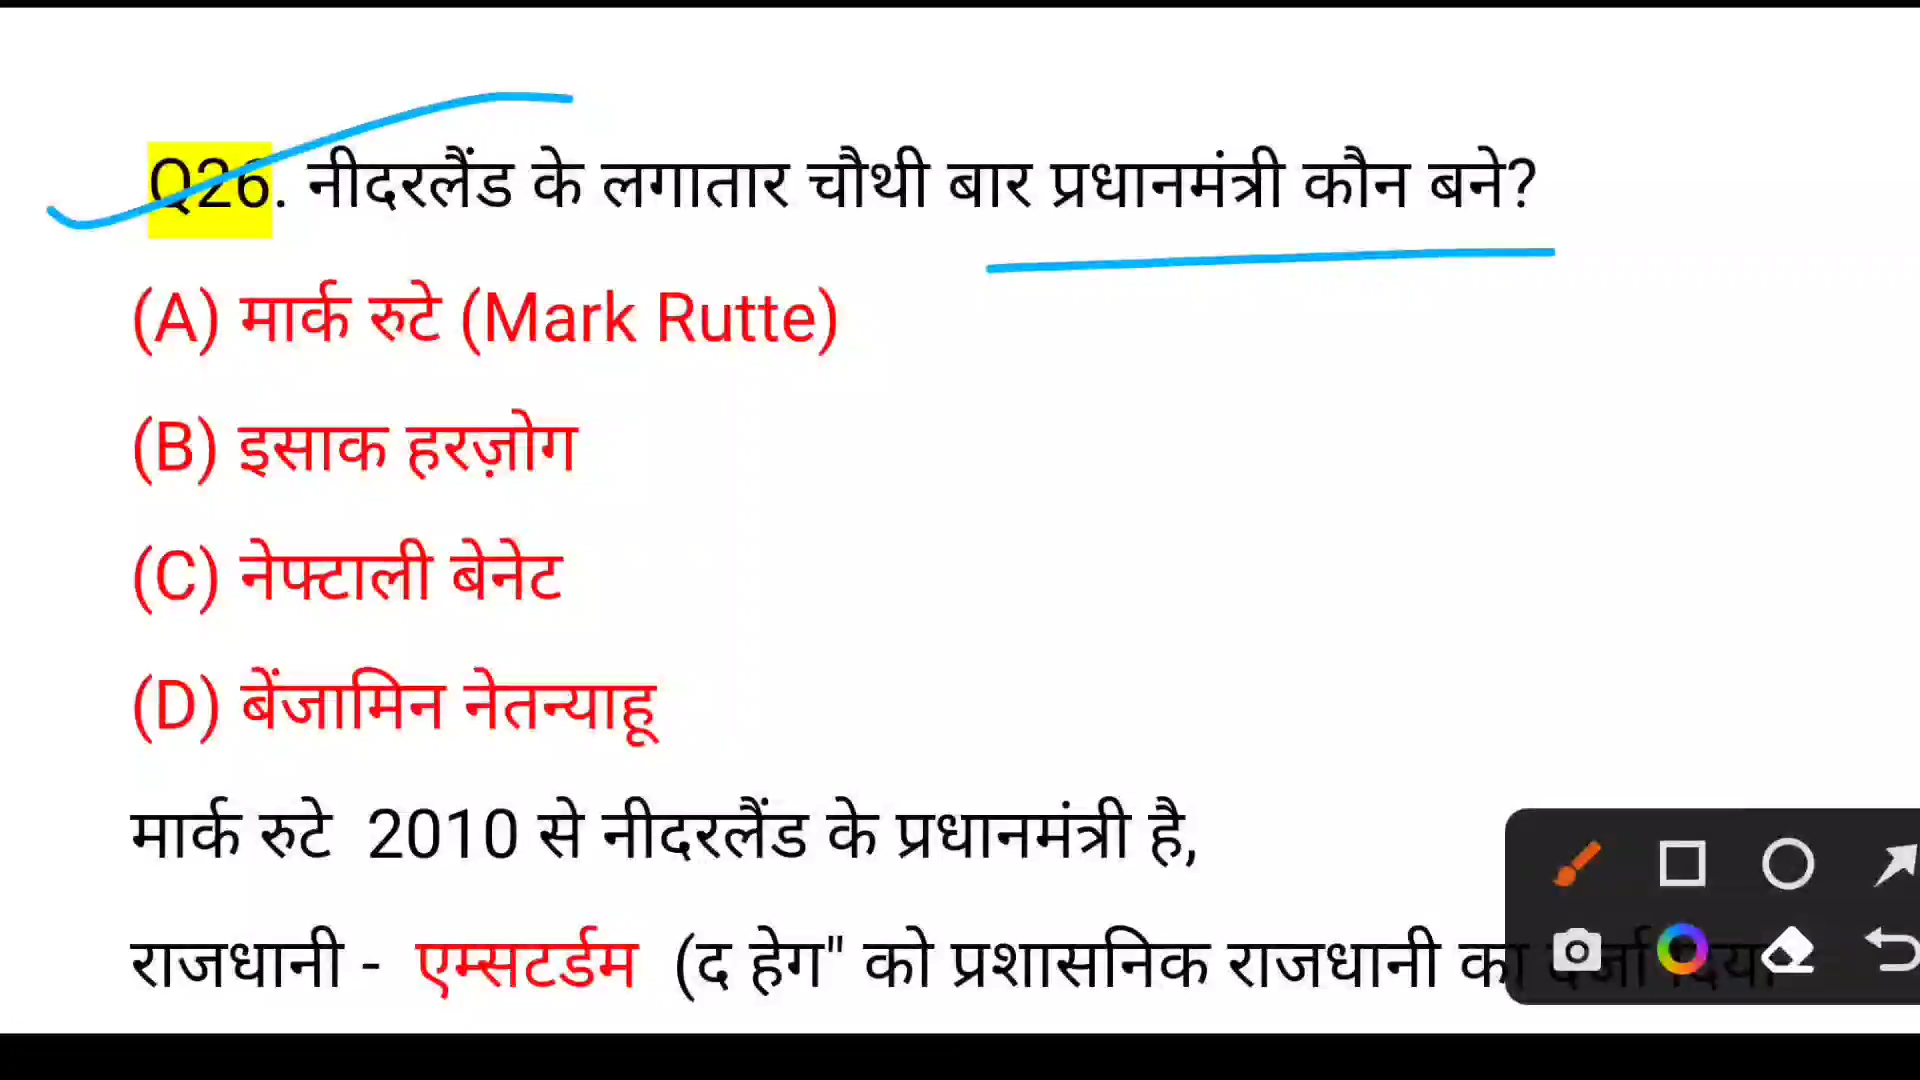 Q26. नीदरलैंड के लगातार चौथी बार प्रधानमंत्री कौन बने?
(A) मार्क रुटे (Mark Rutte)
(B) इसाक हरज़ोग
(C) नेफ्टाली बेनेट
(D) बेंजामिन नेतन्याहू
मार्क रुटे 2010 से नीदरलैंड के प्रधानमंत्री है,
राजधानी - एम्सटर्डम (द हेग" को प्रशासनिक राजधानी का